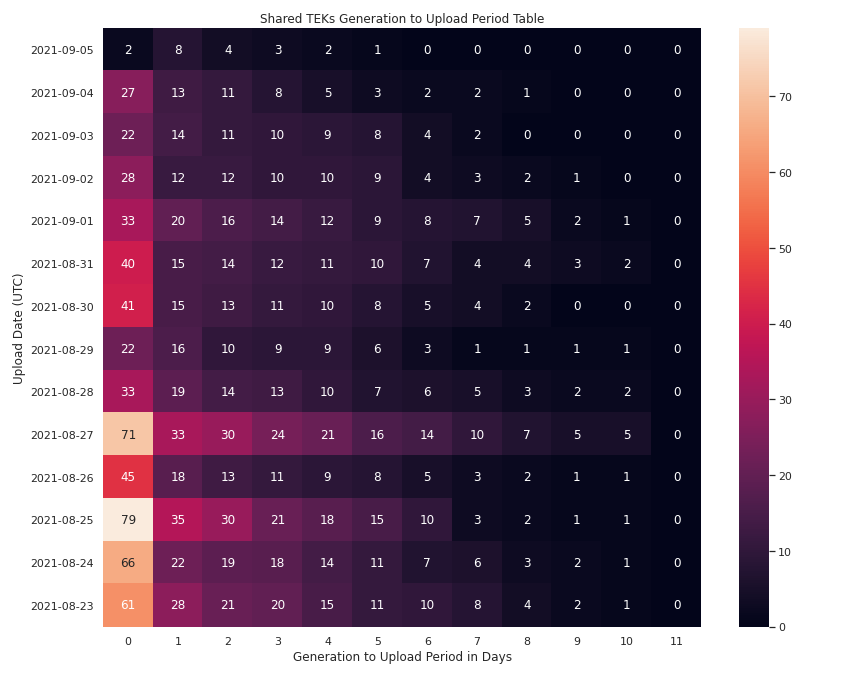 Shared TEKs Generation to Upload Period Table
Upload Date (UTC)
2021-09-05 2 8 4 3 2 1 0 0 0 0 0 0
2021-09-04 27 13 11 8 5 3 2 2 1 0 0 0
2021-09-03 22 14 11 10 9 8 4 2 0 0 0 0
2021-09-02 28 12 12 10 10 9 4 3 2 1 0 0
2021-09-01 33 20 16 14 12 9 8 7 5 2 1 0
2021-08-31 40 15 14 12 11 10 7 4 4 3 2 0
2021-08-30 41 15 13 11 10 8 5 4 2 0 0 0
2021-08-29 22 16 10 9 9 6 3 1 1 1 1 0
2021-08-28 33 19 14 13 10 7 6 5 3 2 2 0
2021-08-27 71 33 30 24 21 16 14 10 7 5 5 0
2021-08-26 45 18 13 11 9 8 5 3 2 1 1 0
2021-08-25 79 35 30 21 18 15 10 3 2 1 1 0
2021-08-24 66 22 19 18 14 11 7 6 3 2 1 0
2021-08-23 61 28 21 20 15 11 10 8 4 2 1 0
0 1 2 3 4 5 6 7 8 9 10 11
Generation to Upload Period in Days
70
60
50
40
30
20
10
0